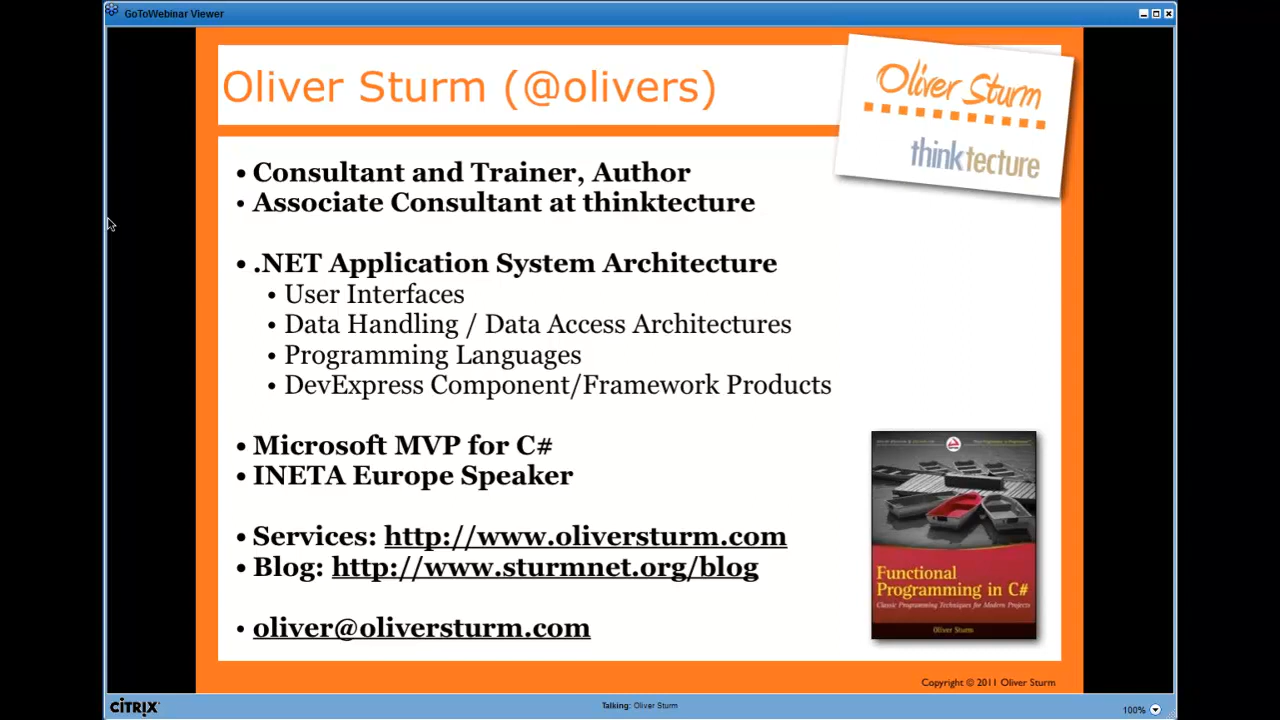 GoToWebinar Viewer
Oliver Sturm (@olivers)
Oliver Sturm
thinktecture
• Consultant and Trainer, Author
• Associate Consultant at thinktecture
• .NET Application System Architecture
• User Interfaces
• Data Handling / Data Access Architectures
• Programming Languages
• DevExpress Component/Framework Products
• Microsoft MVP for C#
• INETA Europe Speaker
• Services: http://www.oliversturm.com
• Blog: http://www.sturmnet.org/blog
• oliver@oliversturm.com
Functional
Programming in C#
Classic Programming Techniques for Modern Projects
Oliver Sturm
Copyright © 2011 Oliver Sturm
CITRIX
Talking: Oliver Sturm
100%